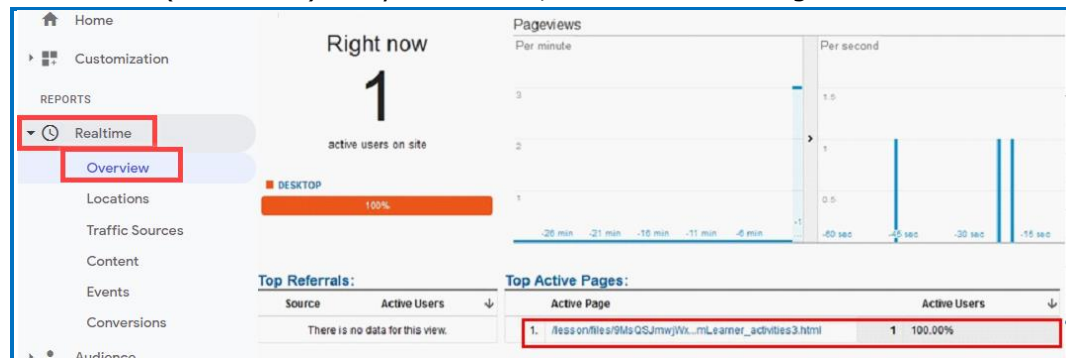 Home
Customization
REPORTS
Realtime
Overview
Locations
Traffic Sources
Content
Events
Conversions
Audience
Right now
1
active users on site
DESKTOP
100%
Pageviews
Per minute
Per second
3
2
1
1.5
1
0.5
-26 min -21 min -16 min -11 min -6 min -1
-60 sec -45 sec -30 sec -15 sec
Top Referrals:
Source Active Users
There is no data for this view.
Top Active Pages:
Active Page Active Users
1. /lesson/files/9MsQSJmwjWx...mLearner_activities3.html 1 100.00%